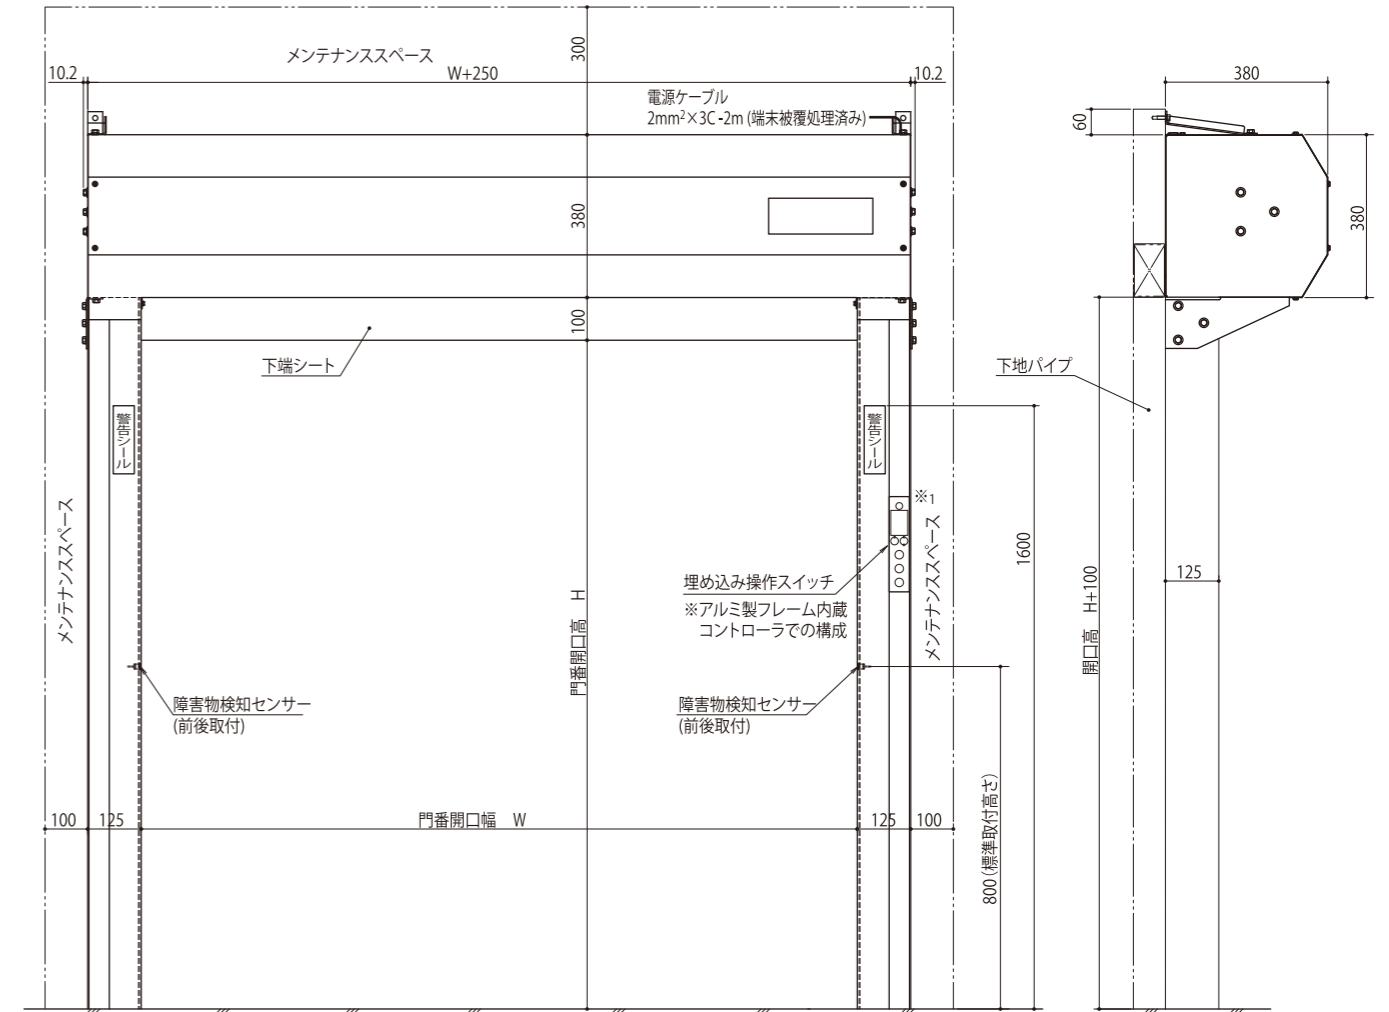 メンテナンススペース
300
10.2
W+250
10.2
電源ケーブル
2mm²×3C-2m (端末被覆処理済み)
380
100
下端シート
警告シール
警告シール
※1
メンテナンススペース
メンテナンススペース
埋め込み操作スイッチ
※アルミ製フレーム内蔵
コントローラでの構成
門番開口高 H
1600
障害物検知センサー
(前後取付)
障害物検知センサー
(前後取付)
800 (標準取付高さ)
100
125
門番開口幅 W
125
100
380
60
380
下地パイプ
125
開口高 H+100